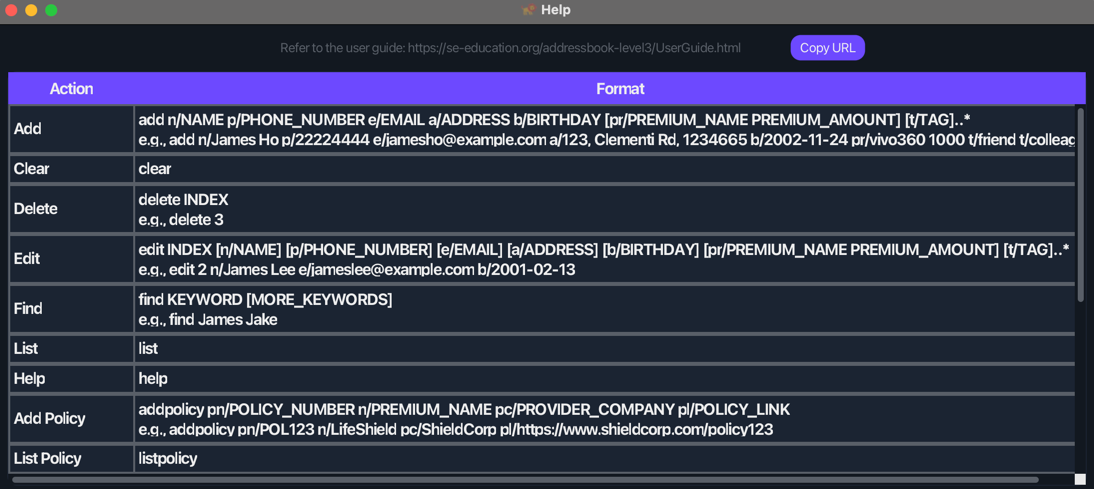 Help
Refer to the user guide: https://se-education.org/addressbook-level3/UserGuide.html
Copy URL
Action Format
Add
add n/NAME p/PHONE_NUMBER e/EMAIL a/ADDRESS b/BIRTHDAY [pr/PREMIUM_NAME PREMIUM_AMOUNT] [t/TAG]..*
e.g., add n/James Ho p/22224444 e/jamesho@example.com a/123, Clementi Rd, 1234665 b/2002-11-24 pr/vivo360 1000 t/friend t/colleag
Clear clear
Delete
delete INDEX
e.g., delete 3
Edit
edit INDEX [n/NAME] [p/PHONE_NUMBER] [e/EMAIL] [a/ADDRESS] [b/BIRTHDAY] [pr/PREMIUM_NAME PREMIUM_AMOUNT] [t/TAG]..*
e.g., edit 2 n/James Lee e/jameslee@example.com b/2001-02-13
Find
find KEYWORD [MORE_KEYWORDS]
e.g., find James Jake
List list
Help help
Add Policy
addpolicy pn/POLICY_NUMBER n/PREMIUM_NAME pc/PROVIDER_COMPANY pl/POLICY_LINK
e.g., addpolicy pn/POL123 n/LifeShield pc/ShieldCorp pl/https://www.shieldcorp.com/policy123
List Policy listpolicy